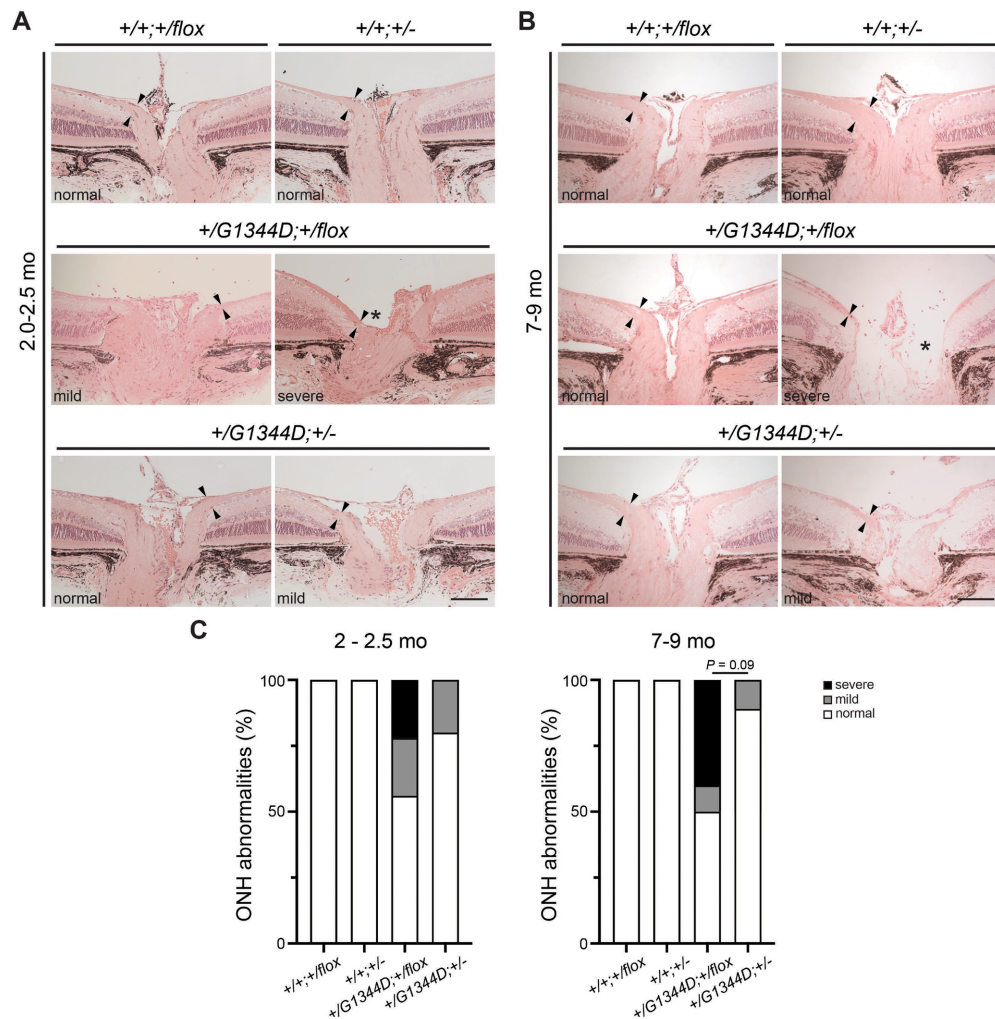 A
+/+;+/flox
+/+;+/-
2.0-2.5 mo
normal
normal
+/G1344D;+/flox
mild
*
severe
+/G1344D;+/-
normal
mild
B
+/+;+/flox
+/+;+/-
7-9 mo
normal
normal
+/G1344D;+/flox
normal
*
severe
+/G1344D;+/-
normal
mild
C
2 - 2.5 mo
ONH abnormalities (%)
100
50
0
+/+;+/flox
+/+;+/-
+/G1344D;+/flox
+/G1344D;+/-
7-9 mo
P = 0.09
ONH abnormalities (%)
100
50
0
+/+;+/flox
+/+;+/-
+/G1344D;+/flox
+/G1344D;+/-
severe
mild
normal